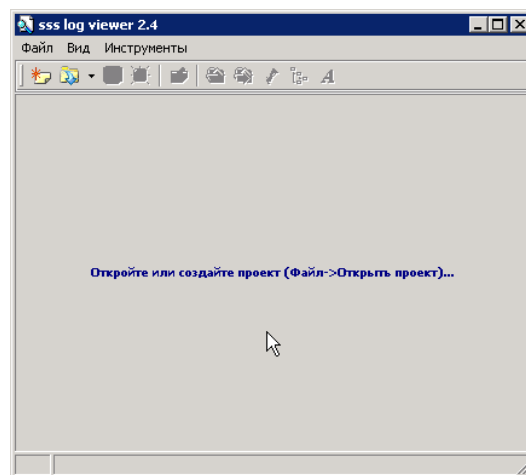 sss log viewer 2.4
Файл Вид Инструменты
A
Откройте или создайте проект (Файл->Открыть проект)...